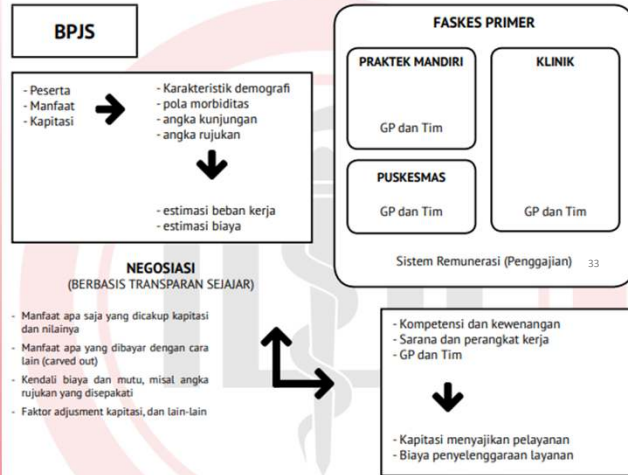 BPJS
- Peserta
- Manfaat
- Kapitasi
- Karakteristik demografi
- pola morbiditas
- angka kunjungan
- angka rujukan
- estimasi beban kerja
- estimasi biaya
FASKES PRIMER
PRAKTEK MANDIRI
GP dan Tim
PUSKESMAS
GP dan Tim
KLINIK
GP dan Tim
Sistem Remunerasi (Penggajian)
33
NEGOSIASI
(BERBASIS TRANSPARAN SEJAJAR)
- Manfaat apa saja yang dicakup kapitasi
dan nilainya
- Manfaat apa yang dibayar dengan cara
lain (carved out)
- Kendali biaya dan mutu, misal angka
rujukan yang disepakati
- Faktor adjusment kapitasi, dan lain-lain
- Kompetensi dan kewenangan
- Sarana dan perangkat kerja
- GP dan Tim
- Kapitasi menyajikan pelayanan
- Biaya penyelenggaraan layanan